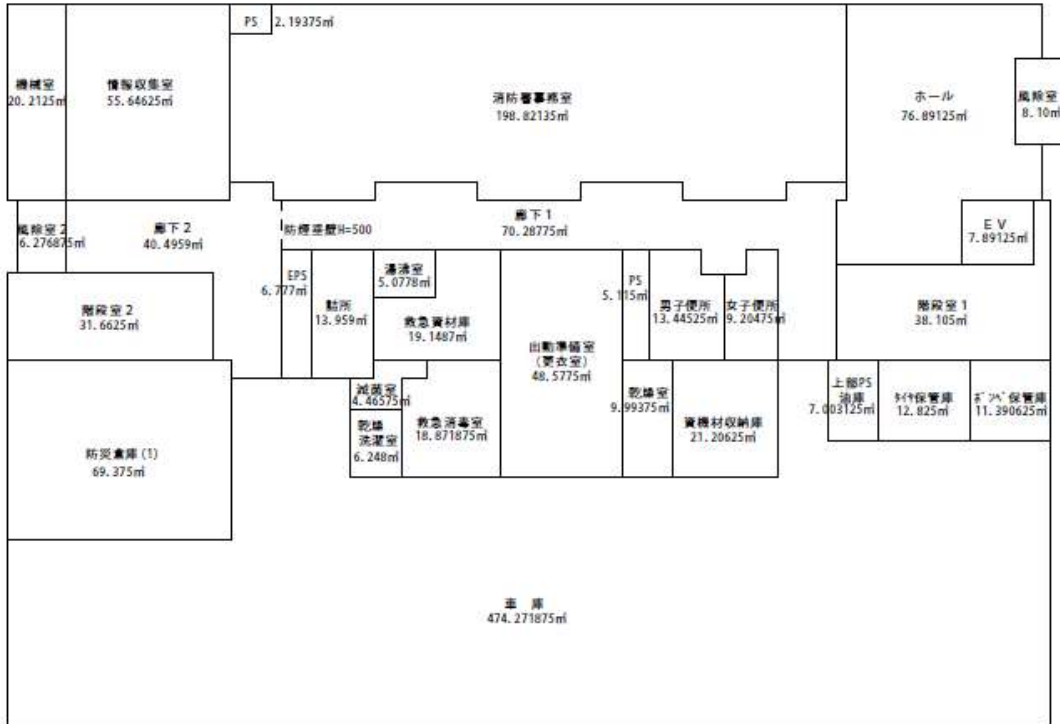 PS 2.19375㎡
機械室
20.2125㎡
情報収集室
55.64625㎡
消防署事務室
198.82135㎡
ホール
76.89125㎡
風除室
8.10㎡
風除室2
6.276875㎡
廊下2
40.4959㎡
防煙垂壁H=500
廊下1
70.28775㎡
EV
7.89125㎡
階段室2
31.6625㎡
EPS
6.777㎡
詰所
13.959㎡
湯沸室
5.0778㎡
救急資材庫
19.1487㎡
出動準備室
(更衣室)
48.5775㎡
PS
5.115㎡
男子便所
13.44525㎡
女子便所
9.20475㎡
階段室1
38.105㎡
滅菌室
4.46575㎡
乾燥
洗濯室
6.248㎡
救急消毒室
18.871875㎡
乾燥室
9.99375㎡
資機材収納庫
21.20625㎡
上部PS
油庫
7.003125㎡
ﾀｲﾔ保管庫
12.825㎡
ﾎﾞﾝﾍﾞ保管庫
11.390625㎡
防災倉庫(1)
69.375㎡
車 庫
474.271875㎡